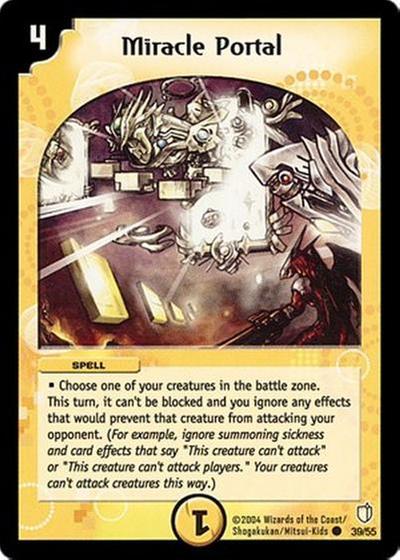 4
Miracle Portal
SPELL
▪ Choose one of your creatures in the battle zone.
This turn, it can't be blocked and you ignore any effects
that would prevent that creature from attacking your
opponent. (For example, ignore summoning sickness
and card effects that say "This creature can't attack"
or "This creature can't attack players." Your creatures
can't attack creatures this way.)
1
©2004 Wizards of the Coast/
Shogakukan/Mitsui-Kids ● 39/55